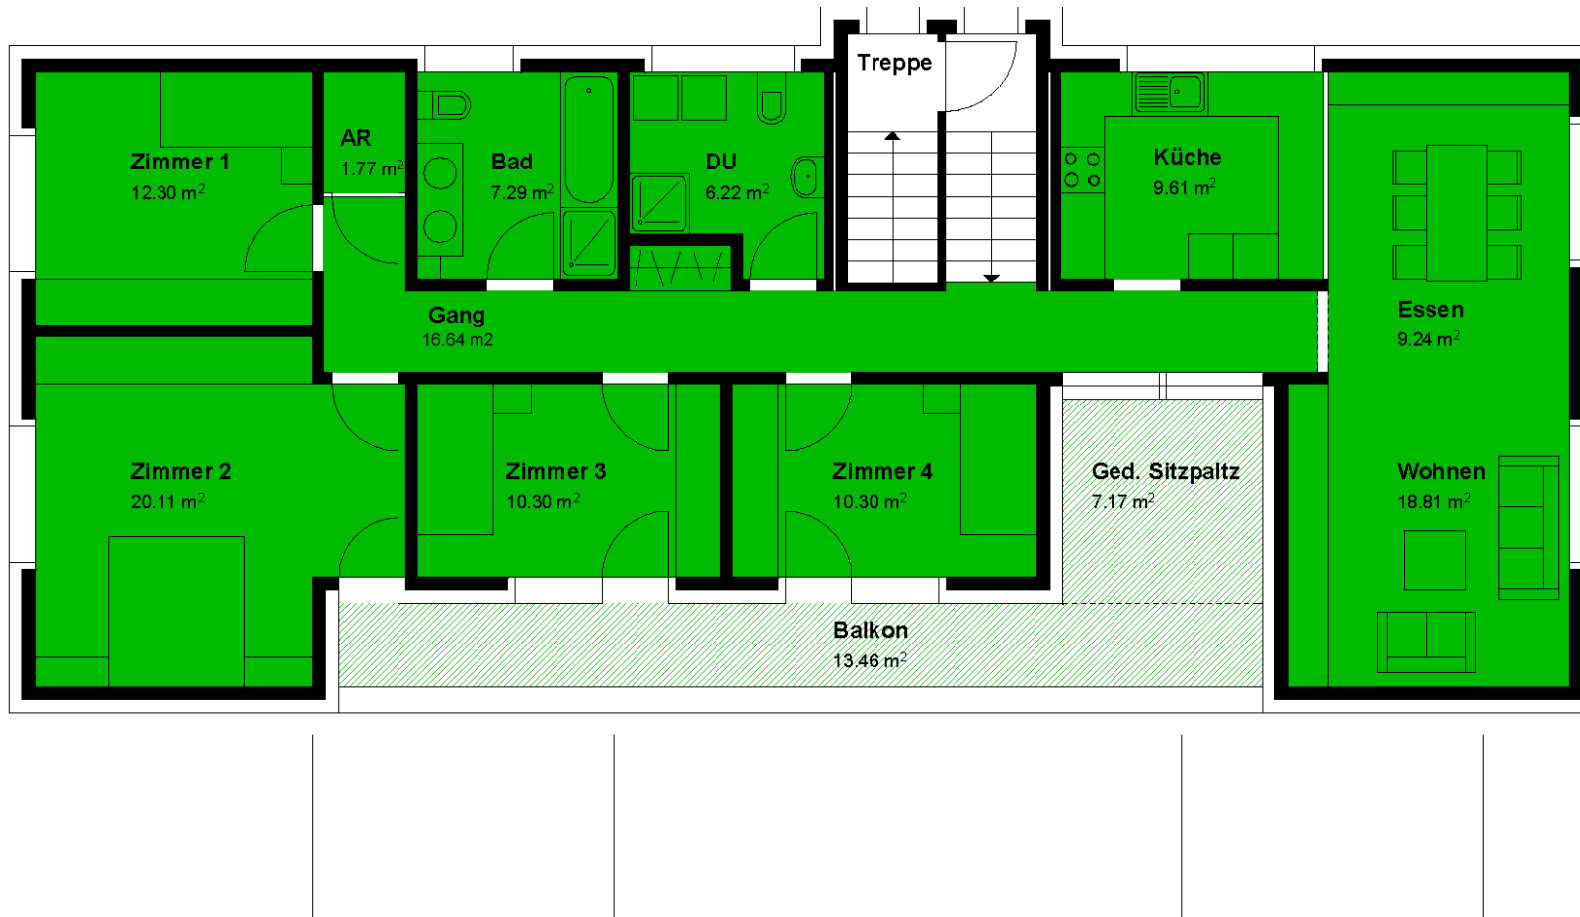 Treppe
AR
1.77 m²
Zimmer 1
12.30 m²
Bad
7.29 m²
DU
6.22 m²
Küche
9.61 m²
Gang
16.64 m2
Essen
9.24 m²
Zimmer 2
20.11 m²
Zimmer 3
10.30 m²
Zimmer 4
10.30 m²
Ged. Sitzpaltz
7.17 m²
Wohnen
18.81 m²
Balkon
13.46 m²